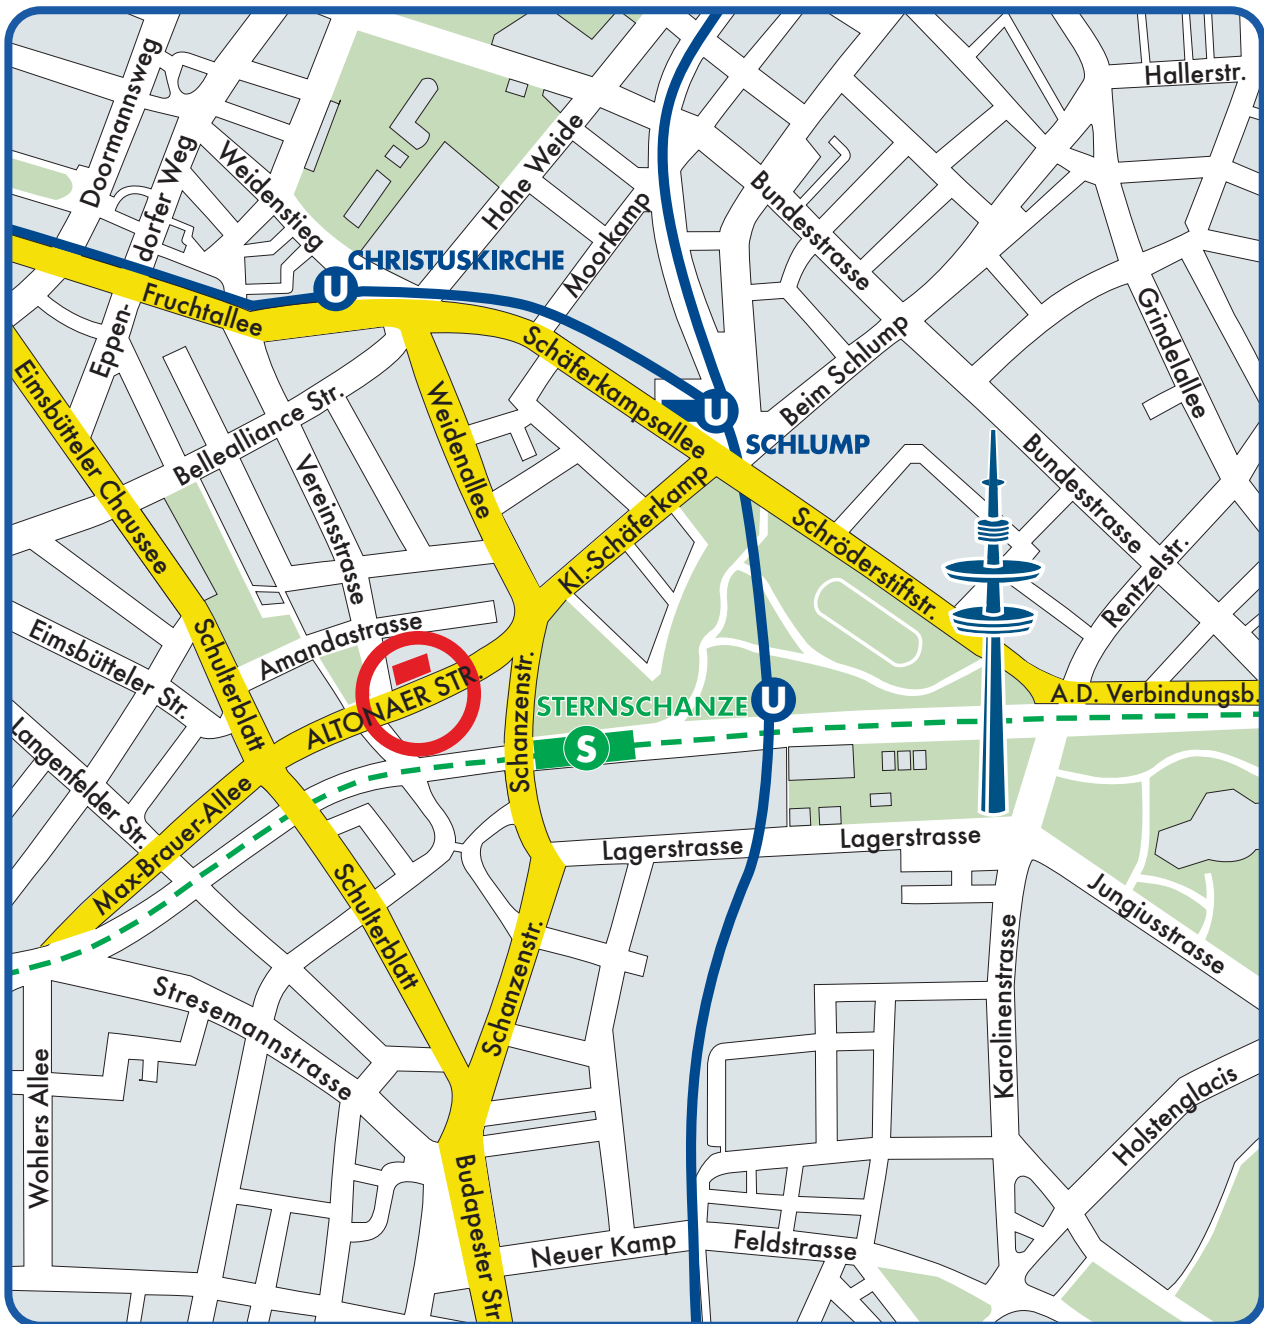 Hallerstr.
Doormannsweg
Eppen-
dorfer Weg
Weidenstieg
Hohe Weide
Moorkamp
Bundesstrasse
U
CHRISTUSKIRCHE
Fruchtallee
Schäferkampsallee
Beim Schlump
Grindelallee
Eimsbütteler Chaussee
Bellealliance Str.
Weidenallee
U
SCHLUMP
Vereinsstrasse
Kl.-Schäferkamp
Schröderstiftstr.
Bundesstrasse
Rentzelstr.
Eimsbütteler Str.
Schulterblatt
Amandastrasse
ALTONAER STR.
Schanzenstr.
STERNSCHANZE
S
U
A.D. Verbindungsb.
Langenfelder Str.
Max-Brauer-Allee
Lagerstrasse
Lagerstrasse
Schulterblatt
Schanzenstr.
Jungiusstrasse
Karolinenstrasse
Stresemannstrasse
Wohlers Allee
Holstenglacis
Budapester Str
Neuer Kamp
Feldstrasse